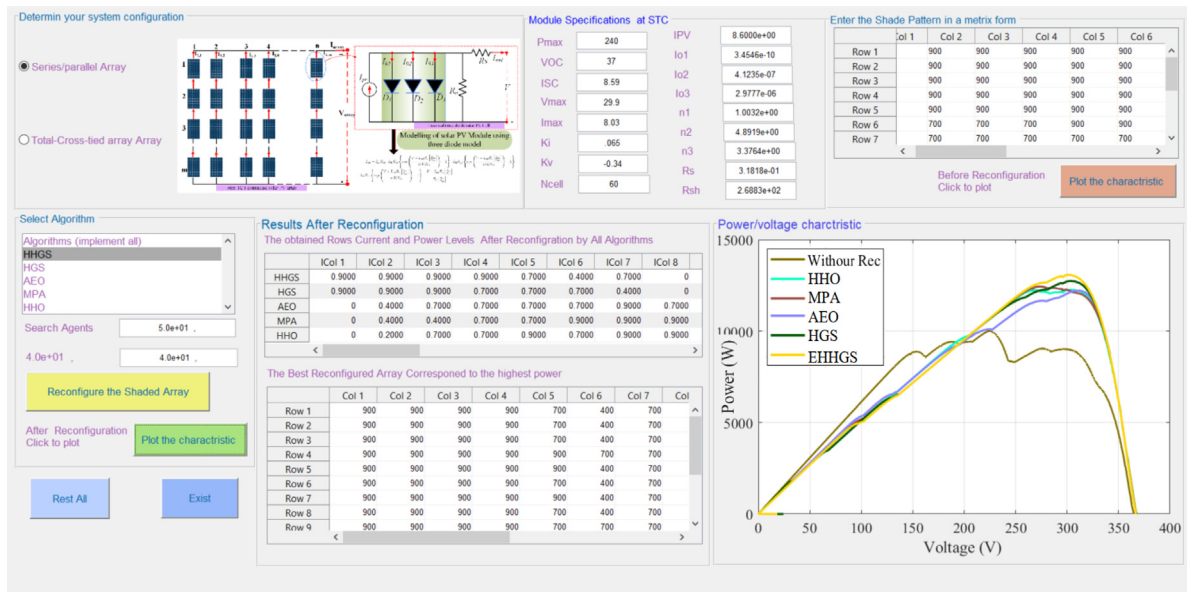 Determin your system configuration
Series/parallel Array
Total-Cross-tied array Array
1 2 3 4 n
1
2
3
m
Modelling of solar PV Module using three diode model
Module Specifications at STC
Pmax 240
VOC 37
ISC 8.59
Vmax 29.9
Imax 8.03
Ki .065
Kv -0.34
Ncell 60
IPV 8.6000e+00
Io1 3.4546e-10
Io2 4.1235e-07
Io3 2.9777e-06
n1 1.0032e+00
n2 4.8919e+00
n3 3.3764e+00
Rs 3.1818e-01
Rsh 2.6883e+02
Enter the Shade Pattern in a metrix form
Col 1 Col 2 Col 3 Col 4 Col 5 Col 6
Row 1 900 900 900 900 900 900
Row 2 900 900 900 900 900 900
Row 3 900 900 900 900 900 900
Row 4 900 900 900 900 900 900
Row 5 900 900 900 900 900 900
Row 6 700 700 700 900 900 900
Row 7 700 700 700 700 900 900
Before Reconfiguration
Click to plot
Plot the charactristic
Select Algorithm
Algorithms (implement all)
HHGS
HGS
AEO
MPA
HHO
Search Agents 5.0e+01 ,
4.0e+01 , 4.0e+01 ,
Reconfigure the Shaded Array
After Reconfiguration
Click to plot
Plot the charactristic
Rest All
Exist
Results After Reconfiguration
The obtained Rows Current and Power Levels After Reconfigration by All Algorithms
ICol 1 ICol 2 ICol 3 ICol 4 ICol 5 ICol 6 ICol 7 ICol 8
HHGS 0.9000 0.9000 0.9000 0.9000 0.7000 0.4000 0.7000 0
HGS 0.9000 0.9000 0.9000 0.7000 0.7000 0.7000 0.4000 0
AEO 0 0.4000 0.7000 0.7000 0.7000 0.7000 0.9000 0.7000
MPA 0 0.4000 0.4000 0.7000 0.7000 0.9000 0.9000 0.9000
HHO 0 0.2000 0.7000 0.7000 0.9000 0.7000 0.9000 0.9000
The Best Reconfigured Array Corresponed to the highest power
Col 1 Col 2 Col 3 Col 4 Col 5 Col 6 Col 7 Col
Row 1 900 900 900 900 700 400 700
Row 2 900 900 900 900 700 400 700
Row 3 900 900 900 900 700 400 700
Row 4 900 900 900 900 700 400 700
Row 5 900 900 900 900 900 400 700
Row 6 900 900 900 900 700 400 700
Row 7 900 900 900 900 700 400 700
Row 8 900 900 900 900 700 400 700
Row 9 900 900 900 900 700 400 700
Power/voltage charctristic
Power (W)
15000
10000
5000
0
Withour Rec
HHO
MPA
AEO
HGS
EHHGS
0 50 100 150 200 250 300 350 400
Voltage (V)